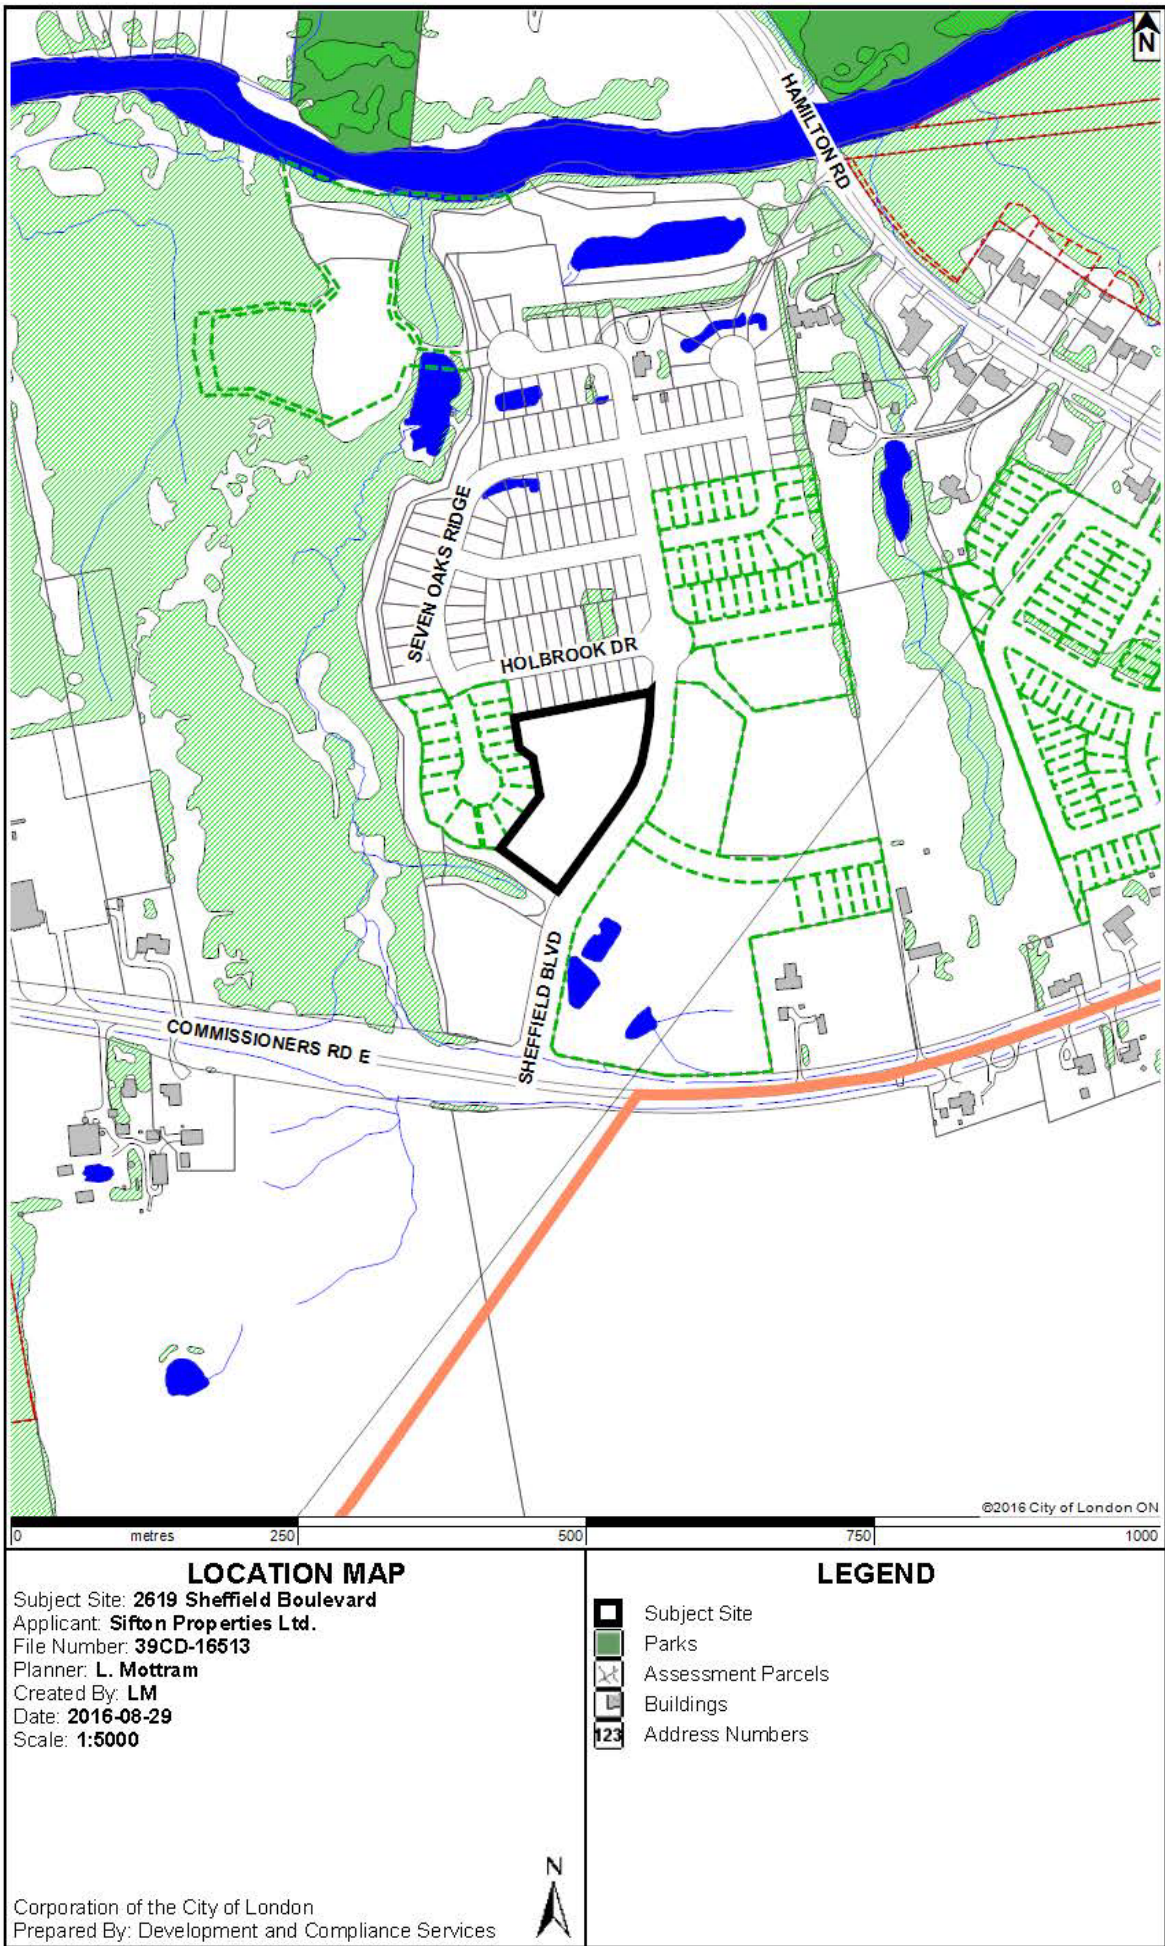 N
HAMILTON RD
SEVEN OAKS RIDGE
HOLBROOK DR
SHEFFIELD BLVD
COMMISSIONERS RD E
©2016 City of London ON
0 metres 250 500 750 1000
LOCATION MAP
Subject Site: 2619 Sheffield Boulevard
Applicant: Sifton Properties Ltd.
File Number: 39CD-16513
Planner: L. Mottram
Created By: LM
Date: 2016-08-29
Scale: 1:5000
N
Corporation of the City of London
Prepared By: Development and Compliance Services
LEGEND
Subject Site
Parks
Assessment Parcels
Buildings
123 Address Numbers